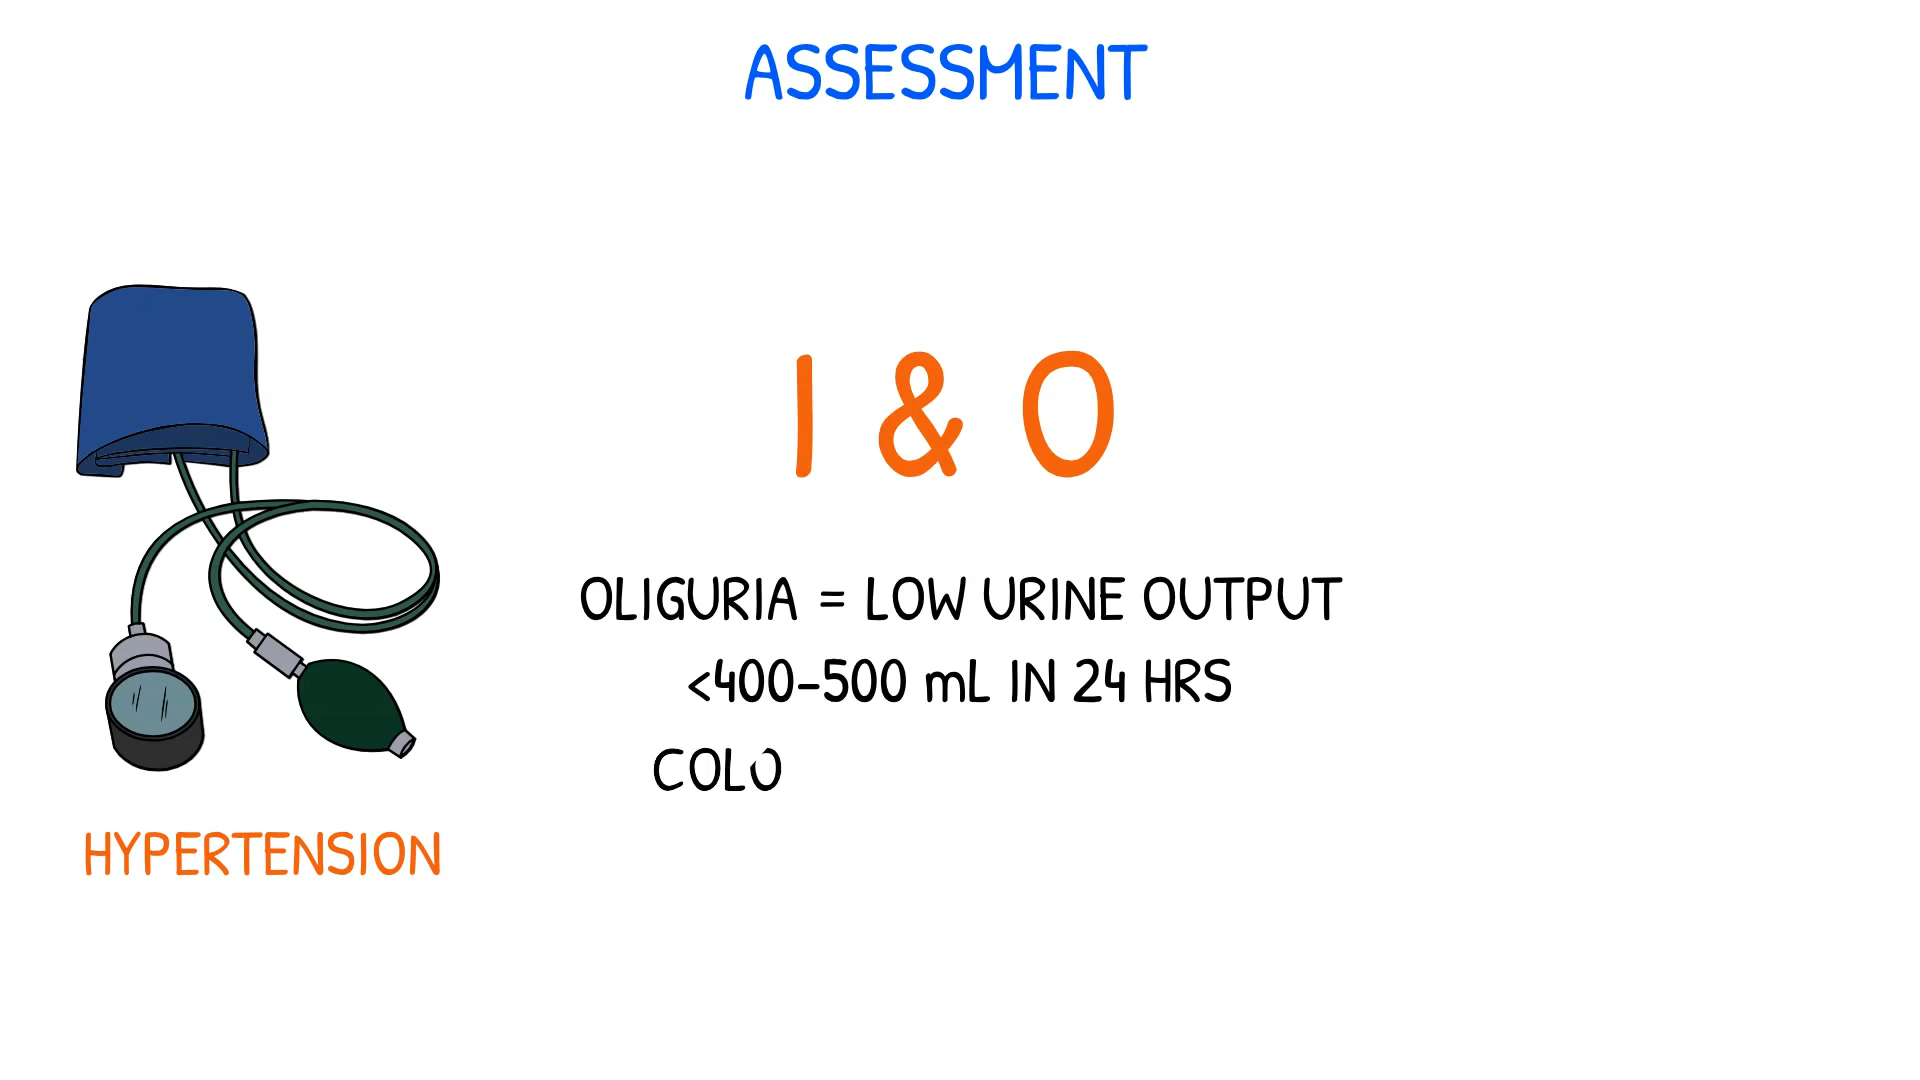 ASSESSMENT
I & O
OLIGURIA = LOW URINE OUTPUT
<400-500 mL IN 24 HRS
COLO
HYPERTENSION